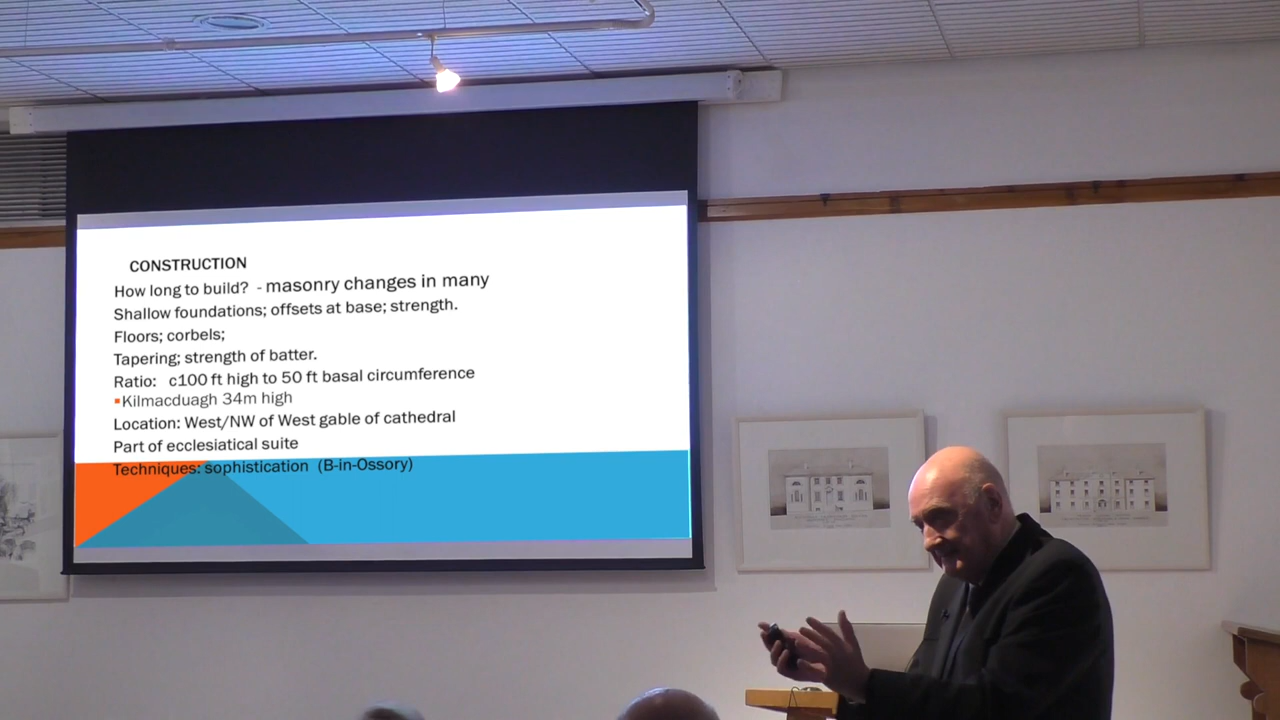 CONSTRUCTION
How long to build? - masonry changes in many
Shallow foundations; offsets at base; strength.
Floors; corbels;
Tapering; strength of batter.
Ratio: c100 ft high to 50 ft basal circumference
▪Kilmacduagh 34m high
Location: West/NW of West gable of cathedral
Part of ecclesiatical suite
Techniques: sophistication (B-in-Ossory)